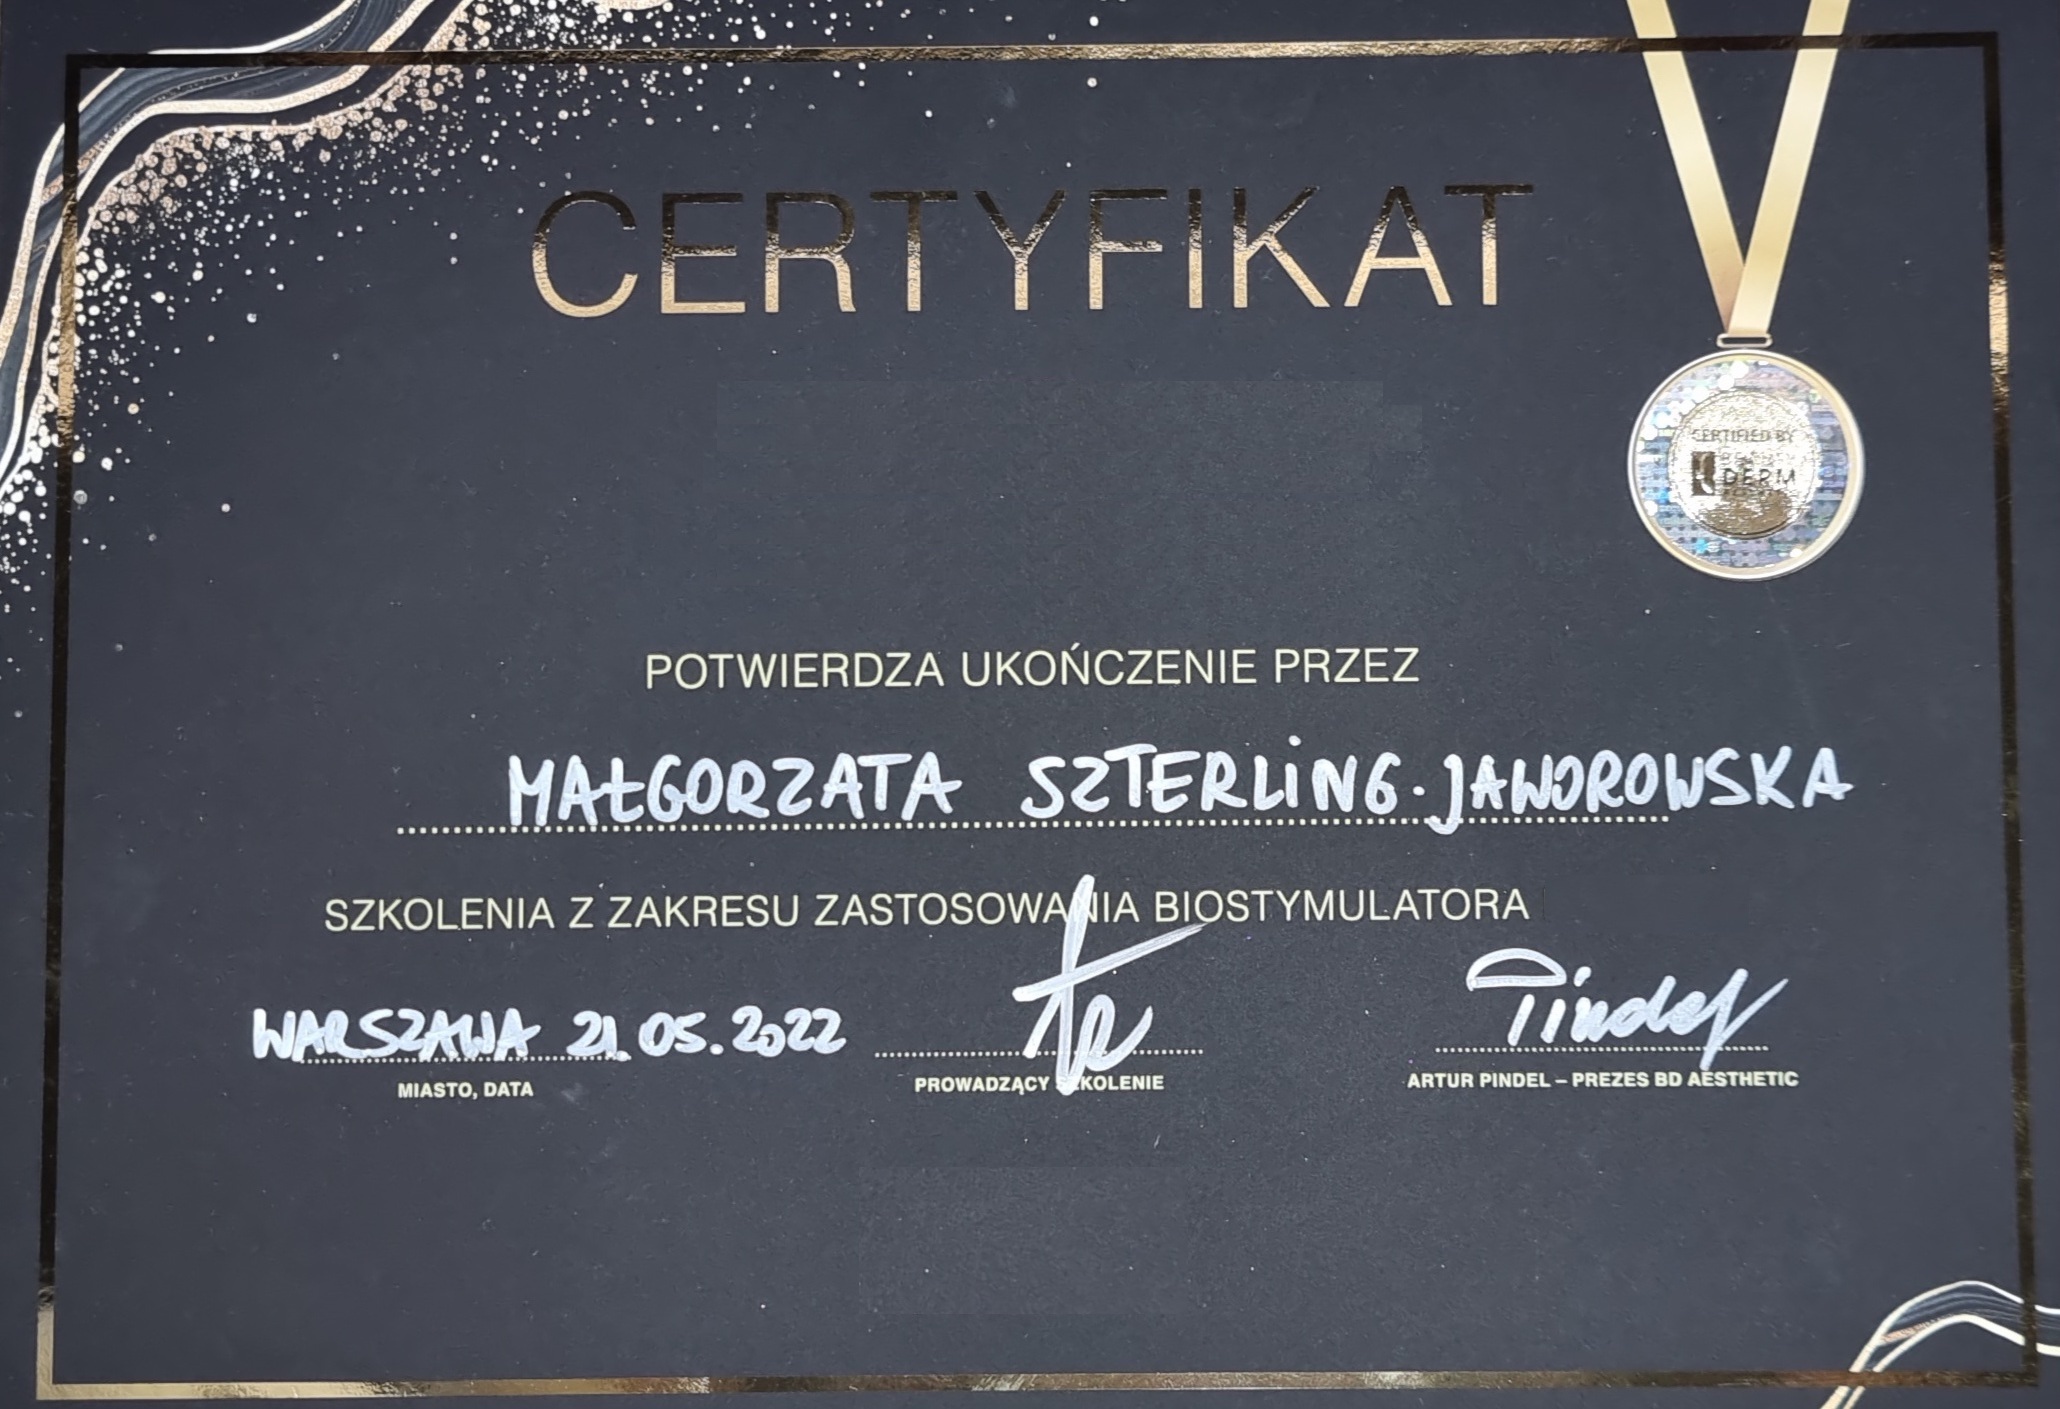 CERTYFIKAT
CERTIFIED BY
DERM
POTWIERDZA UKOŃCZENIE PRZEZ
MAŁGORZATA SZTERLING-JAWOROWSKA
SZKOLENIA Z ZAKRESU ZASTOSOWANIA BIOSTYMULATORA
WARSZAWA 21.05.2022
Pindel
MIASTO, DATA
PROWADZĄCY SZKOLENIE
ARTUR PINDEL – PREZES BD AESTHETIC